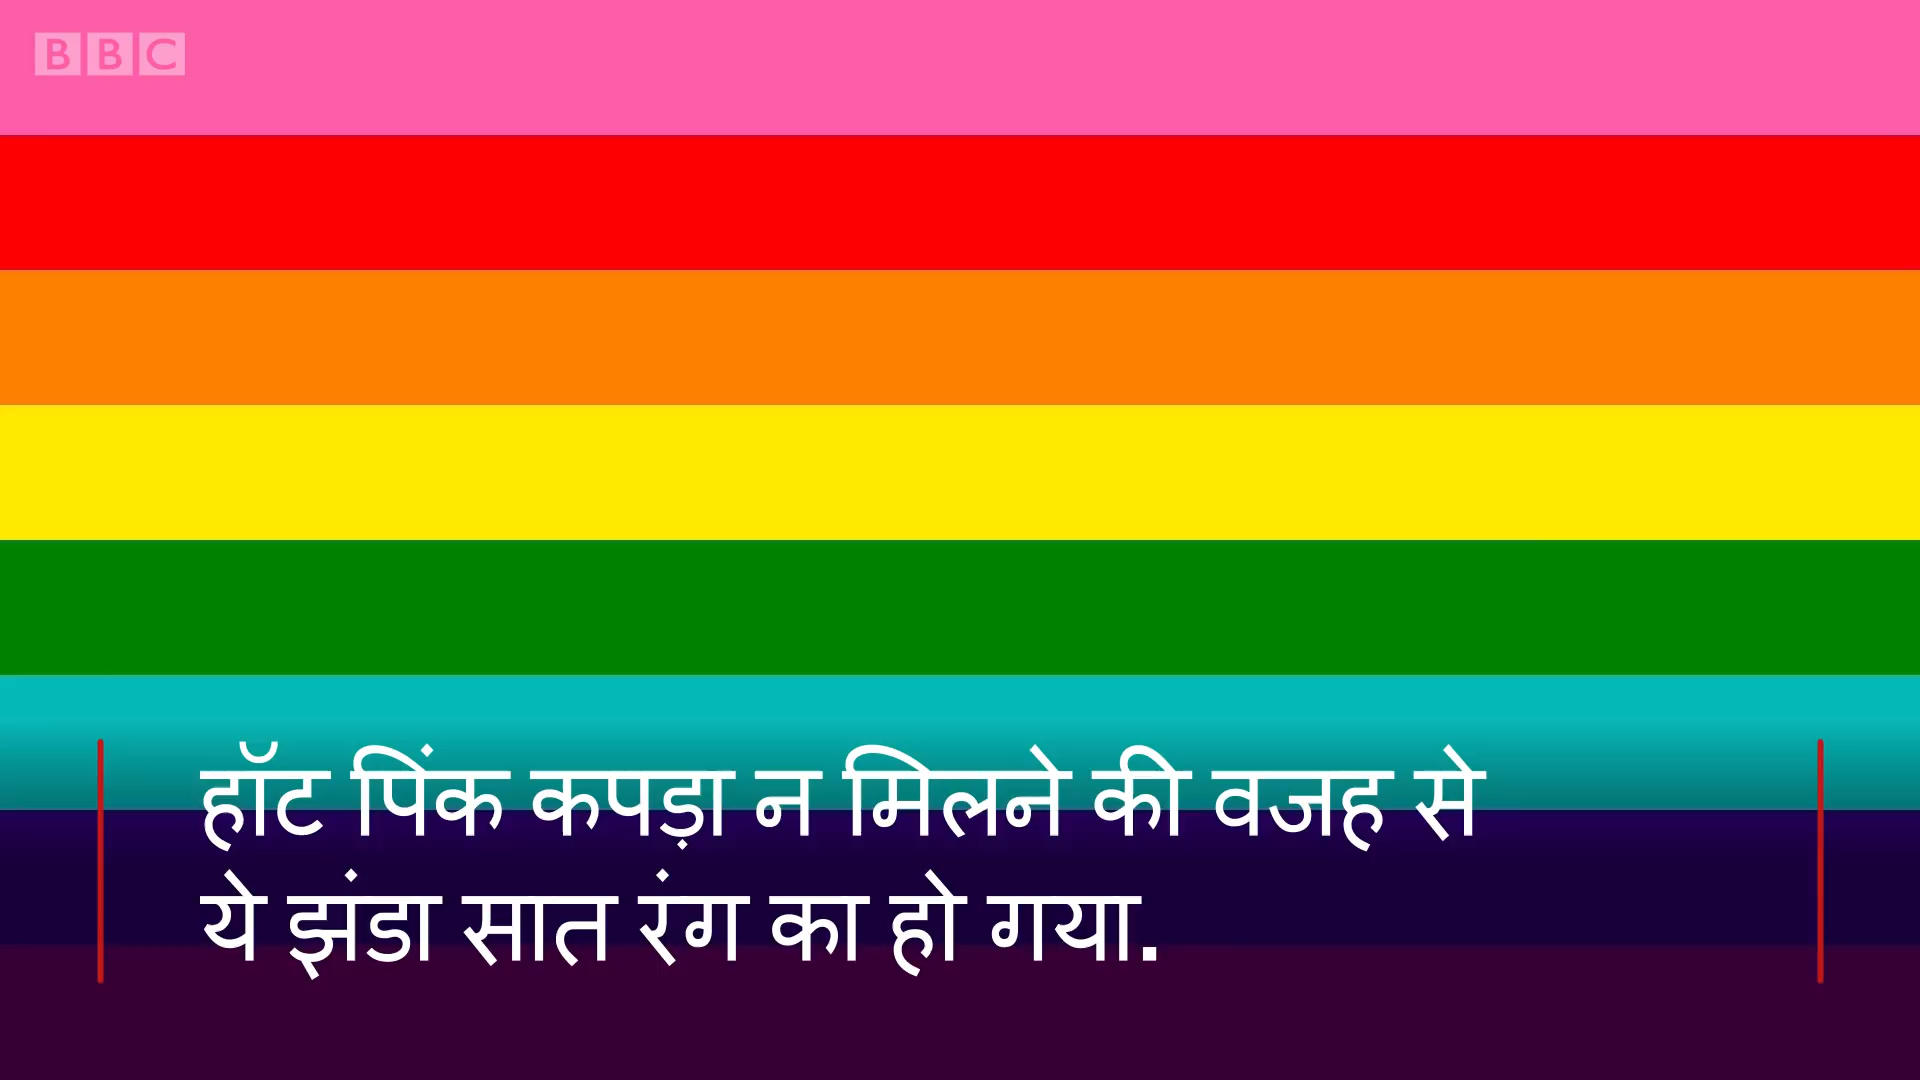 BBC
हॉट पिंक कपड़ा न मिलने की वजह से
ये झंडा सात रंग का हो गया.